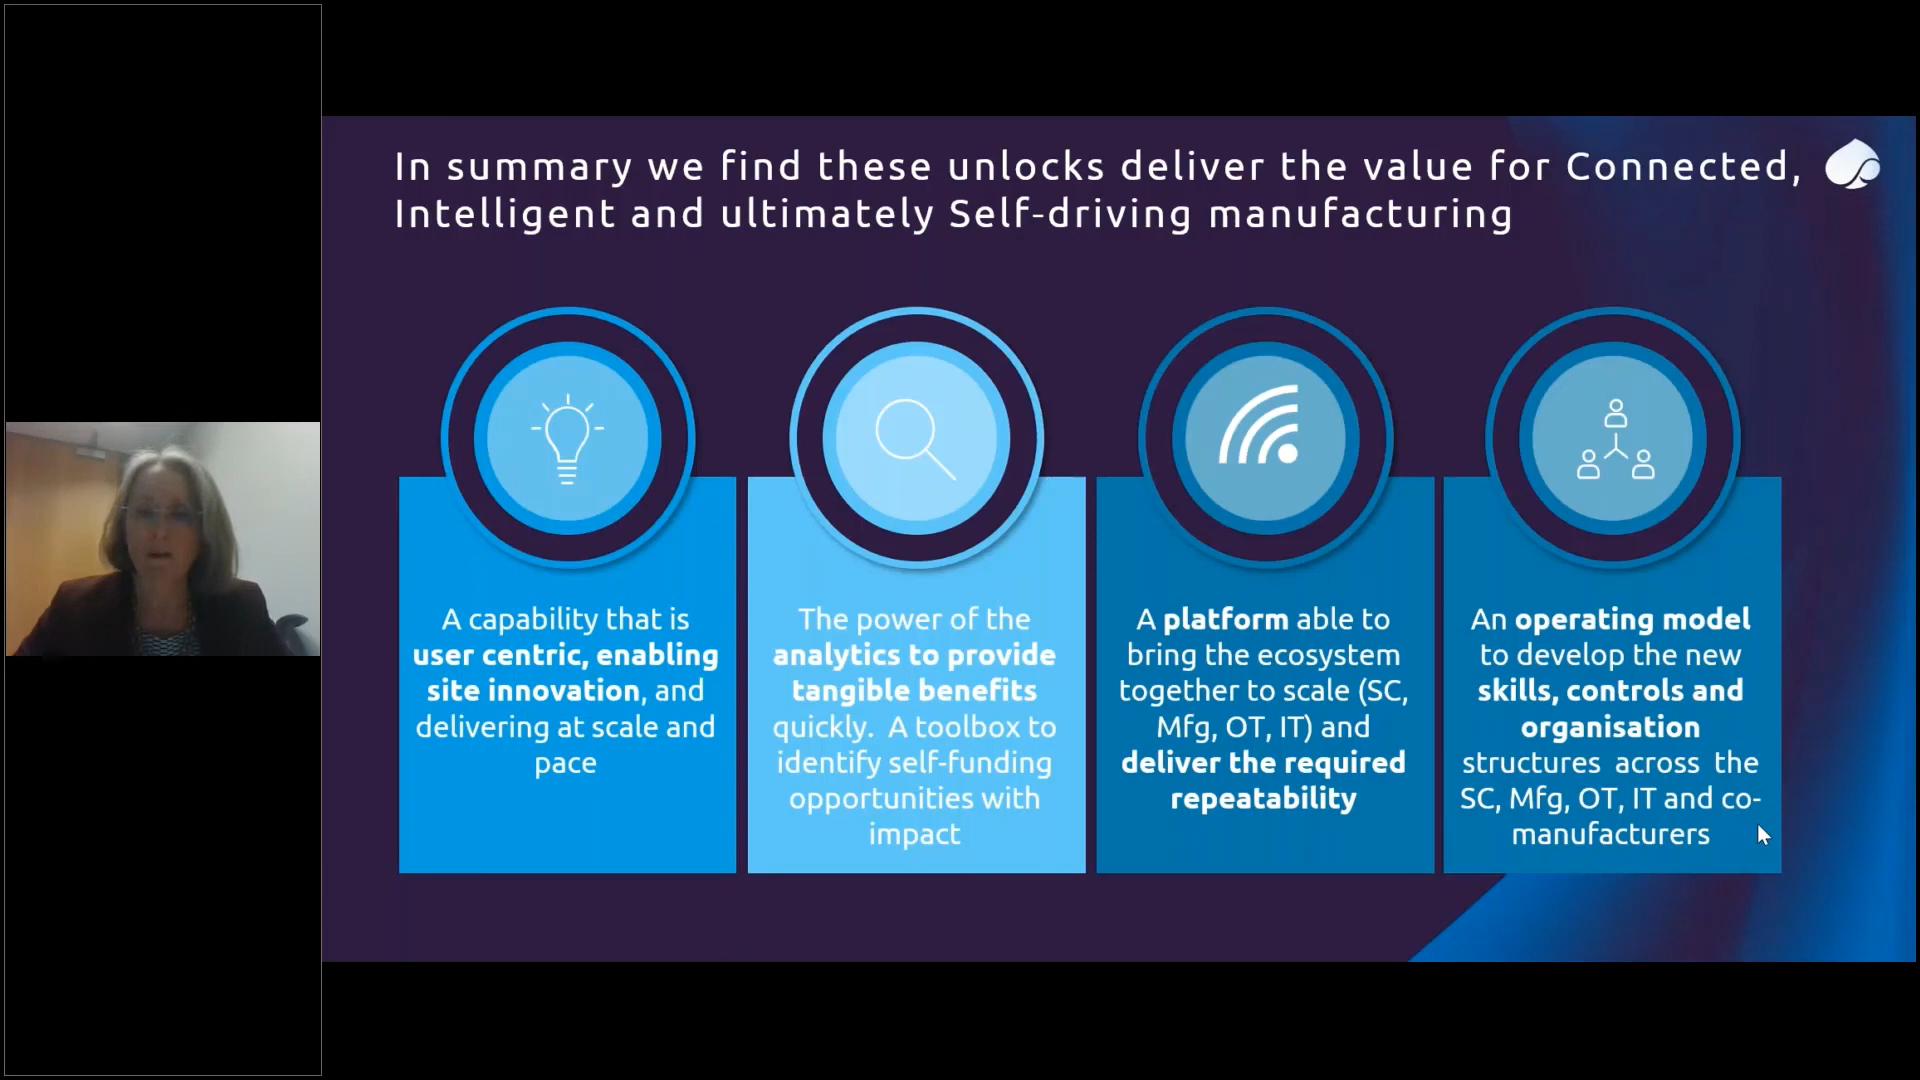 In summary we find these unlocks deliver the value for Connected,
Intelligent and ultimately Self-driving manufacturing
A capability that is
user centric, enabling
site innovation, and
delivering at scale and
pace
The power of the
analytics to provide
tangible benefits
quickly.  A toolbox to
identify self-funding
opportunities with
impact
A platform able to
bring the ecosystem
together to scale (SC,
Mfg, OT, IT) and
deliver the required
repeatability
An operating model
to develop the new
skills, controls and
organisation
structures  across  the
SC, Mfg, OT, IT and co-
manufacturers